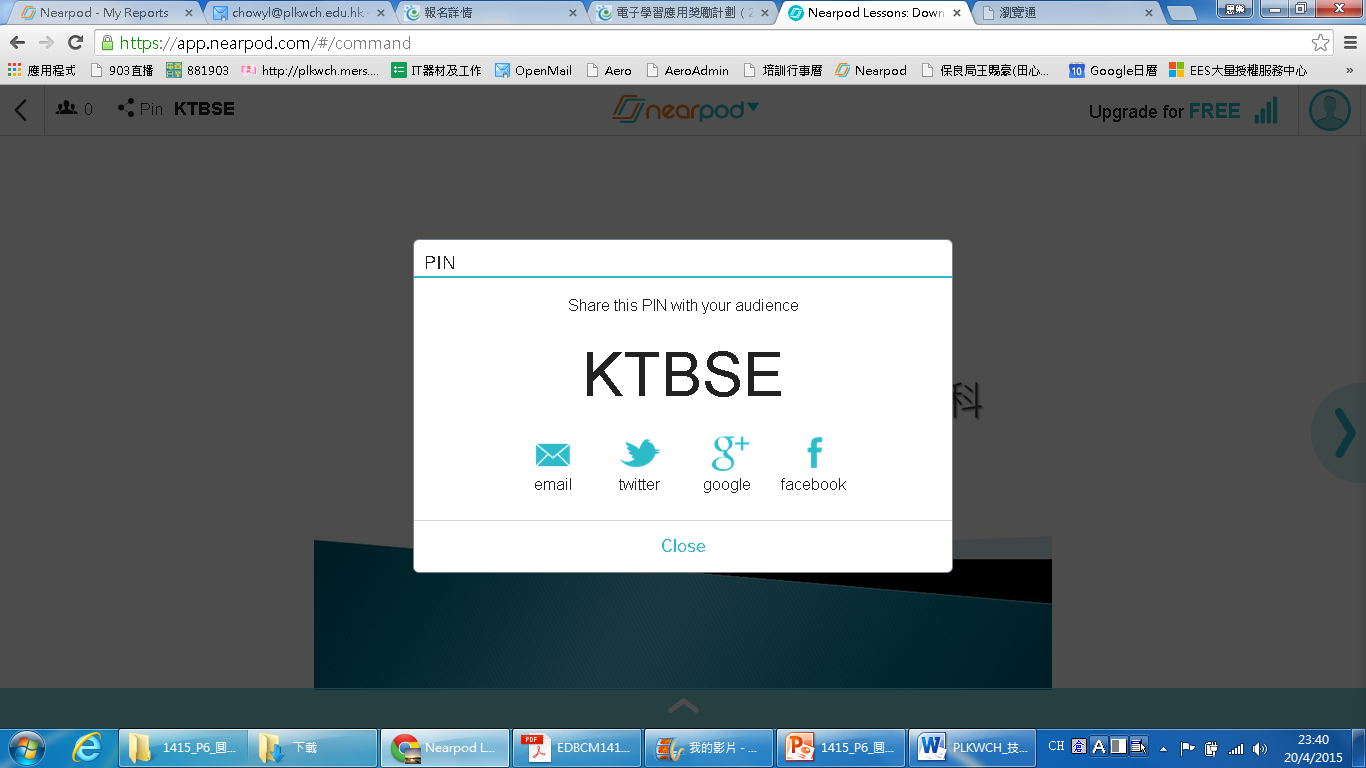 Nearpod - My Reports
chowyl@plkwch.edu.hk
報名詳情
電子學習應用獎勵計劃（2
Nearpod Lessons: Down
瀏覽通
https://app.nearpod.com/#/command
應用程式
903直播
881903
http://plkwch.mers....
IT器材及工作
OpenMail
Aero
AeroAdmin
培訓行事曆
Nearpod
保良局王賜豪(田心...
Google日曆
EES大量授權服務中心
»
0
Pin KTBSE
nearpod
Upgrade for FREE
PIN
Share this PIN with your audience
KTBSE
email
twitter
google
facebook
科
Close
1415_P6_圓...
下載
Nearpod L...
EDBCM141...
我的影片 - ...
1415_P6_圓...
PLKWCH_技...
CH
A
23:40
20/4/2015